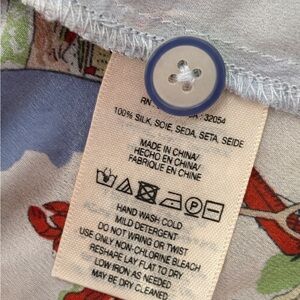 RN
: 32054
100% SILK, SOIE, SEDA, SETA, SEIDE
MADE IN CHINA/
HECHO EN CHINA/
FABRIQUE EN CHINE
HAND WASH COLD
MILD DETERGENT
DO NOT WRING OR TWIST
USE ONLY NON-CHLORINE BLEACH
RESHAPE LAY FLAT TO DRY
LOW IRON AS NEEDED
MAY BE DRY CLEANED